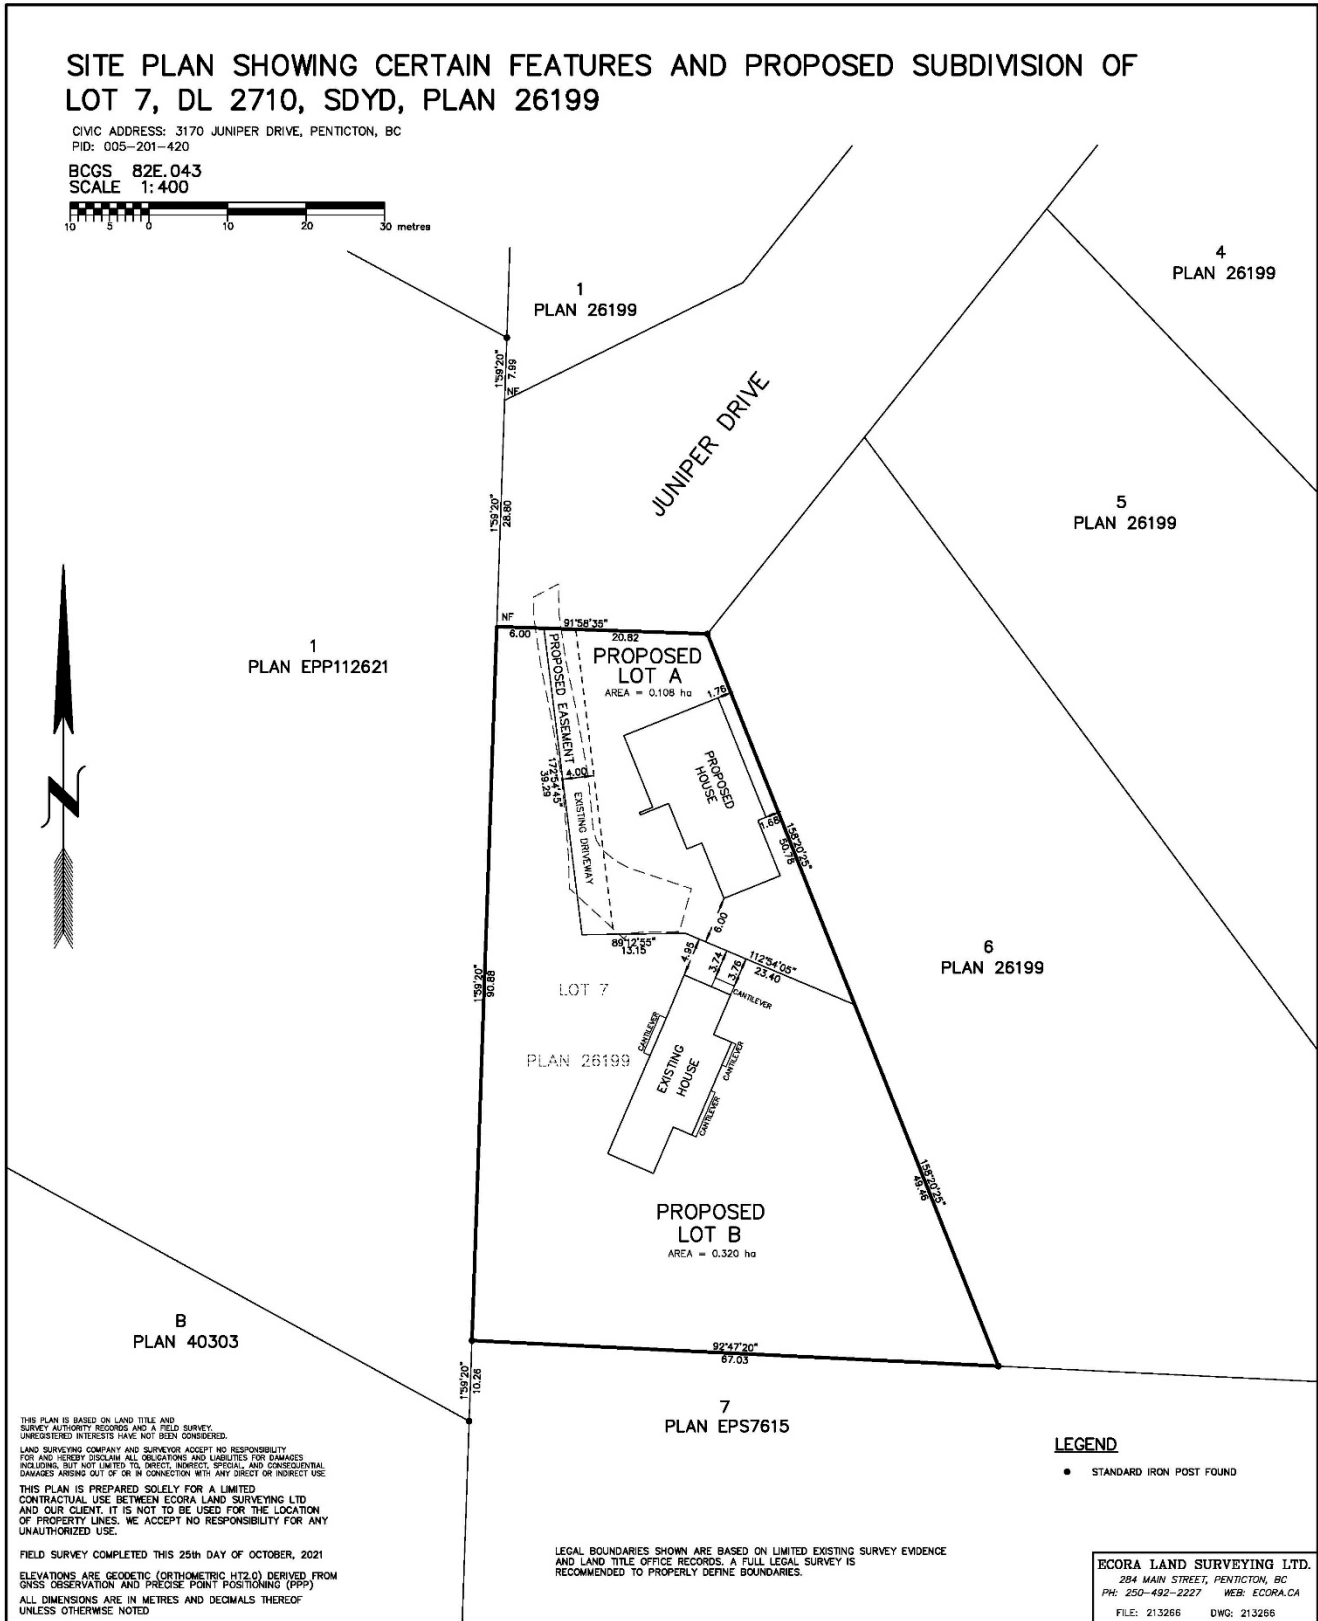 SITE PLAN SHOWING CERTAIN FEATURES AND PROPOSED SUBDIVISION OF
LOT 7, DL 2710, SDYD, PLAN 26199
CIVIC ADDRESS: 3170 JUNIPER DRIVE, PENTICTON, BC
PID: 005-201-420
BCGS 82E.043
SCALE 1:400
10 5 0 10 20 30 metres
4
PLAN 26199
1
PLAN 26199
1°59'20"
7.99
NF
JUNIPER DRIVE
1°59'20"
28.80
5
PLAN 26199
NF
6.00
91°58'35"
20.82
1
PLAN EPP112621
PROPOSED
LOT A
AREA = 0.108 ha
PROPOSED EASEMENT
1.76
PROPOSED
HOUSE
4.00
172°54'45"
39.29
EXISTING DRIVEWAY
1.68
158°20'25"
50.78
6.00
89°12'55"
13.15
4.95
3.74
3.76
112°54'05"
23.40
6
PLAN 26199
1°59'20"
90.88
LOT 7
PLAN 26199
CANTILEVER
CANTILEVER
CANTILEVER
CANTILEVER
EXISTING
HOUSE
158°20'25"
49.46
PROPOSED
LOT B
AREA = 0.320 ha
B
PLAN 40303
92°47'20"
67.03
1°59'20"
10.26
7
PLAN EPS7615
LEGEND
STANDARD IRON POST FOUND
THIS PLAN IS BASED ON LAND TITLE AND
SURVEY AUTHORITY RECORDS AND A FIELD SURVEY.
UNREGISTERED INTERESTS HAVE NOT BEEN CONSIDERED.
LAND SURVEYING COMPANY AND SURVEYOR ACCEPT NO RESPONSIBILITY
FOR AND HEREBY DISCLAIM ALL OBLIGATIONS AND LIABILITIES FOR DAMAGES
INCLUDING, BUT NOT LIMITED TO, DIRECT, INDIRECT, SPECIAL, AND CONSEQUENTIAL
DAMAGES ARISING OUT OF OR IN CONNECTION WITH ANY DIRECT OR INDIRECT USE
THIS PLAN IS PREPARED SOLELY FOR A LIMITED
CONTRACTUAL USE BETWEEN ECORA LAND SURVEYING LTD
AND OUR CLIENT. IT IS NOT TO BE USED FOR THE LOCATION
OF PROPERTY LINES. WE ACCEPT NO RESPONSIBILITY FOR ANY
UNAUTHORIZED USE.
FIELD SURVEY COMPLETED THIS 25th DAY OF OCTOBER, 2021
ELEVATIONS ARE GEODETIC (ORTHOMETRIC HT2.0) DERIVED FROM
GNSS OBSERVATION AND PRECISE POINT POSITIONING (PPP)
ALL DIMENSIONS ARE IN METRES AND DECIMALS THEREOF
UNLESS OTHERWISE NOTED
LEGAL BOUNDARIES SHOWN ARE BASED ON LIMITED EXISTING SURVEY EVIDENCE
AND LAND TITLE OFFICE RECORDS. A FULL LEGAL SURVEY IS
RECOMMENDED TO PROPERLY DEFINE BOUNDARIES.
ECORA LAND SURVEYING LTD.
284 MAIN STREET, PENTICTON, BC
PH: 250-492-2227 WEB: ECORA.CA
FILE: 213266 DWG: 213266